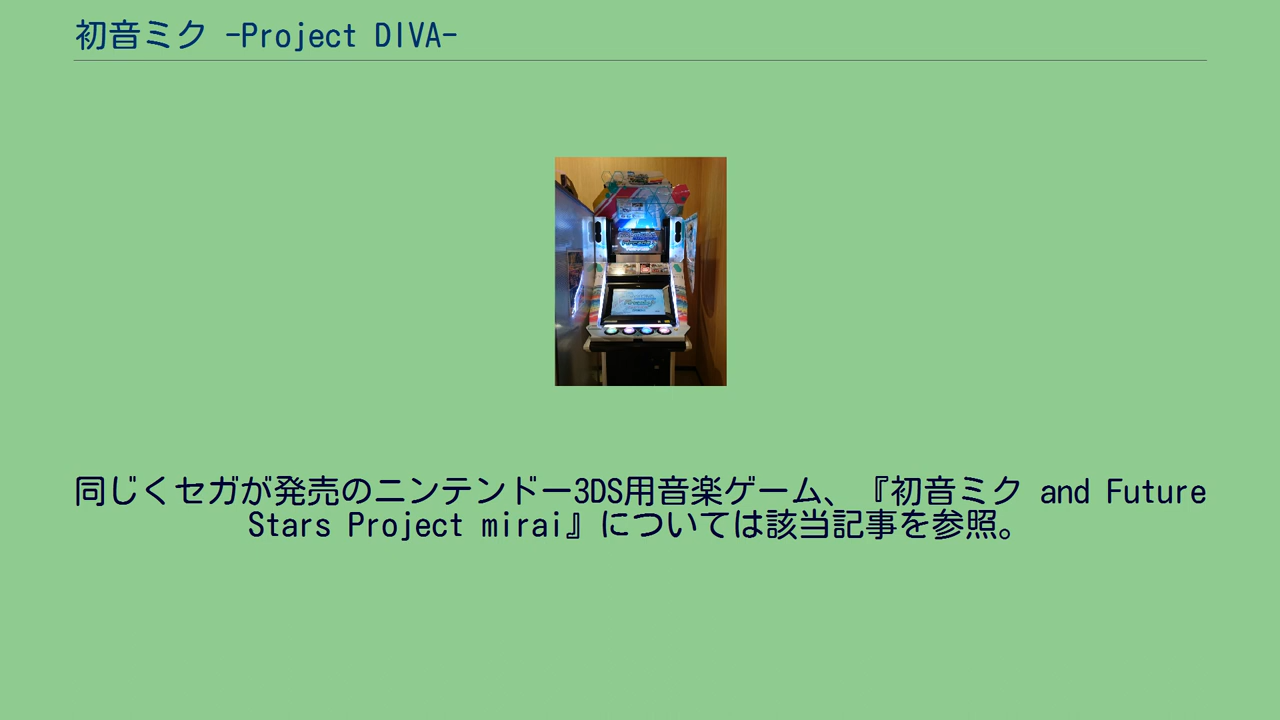 初音ミク -Project DIVA-
同じくセガが発売のニンテンドー3DS用音楽ゲーム、『初音ミク and Future
Stars Project mirai』については該当記事を参照。